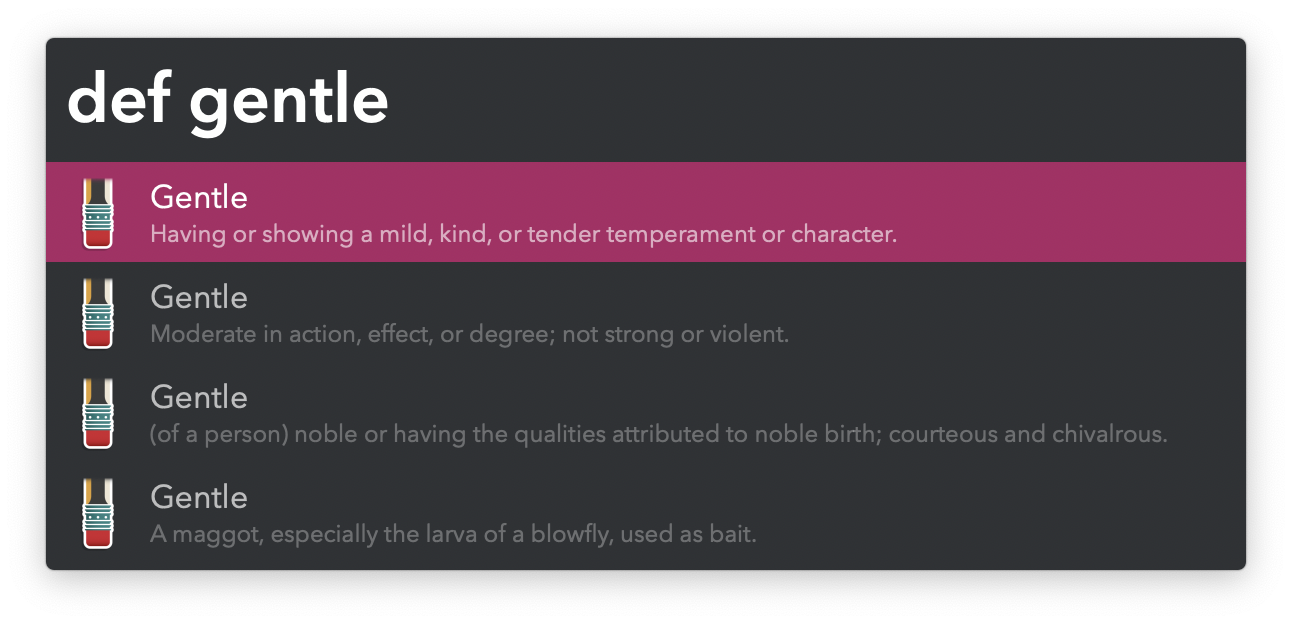 def gentle
Gentle
Having or showing a mild, kind, or tender temperament or character.
Gentle
Moderate in action, effect, or degree; not strong or violent.
Gentle
(of a person) noble or having the qualities attributed to noble birth; courteous and chivalrous.
Gentle
A maggot, especially the larva of a blowfly, used as bait.